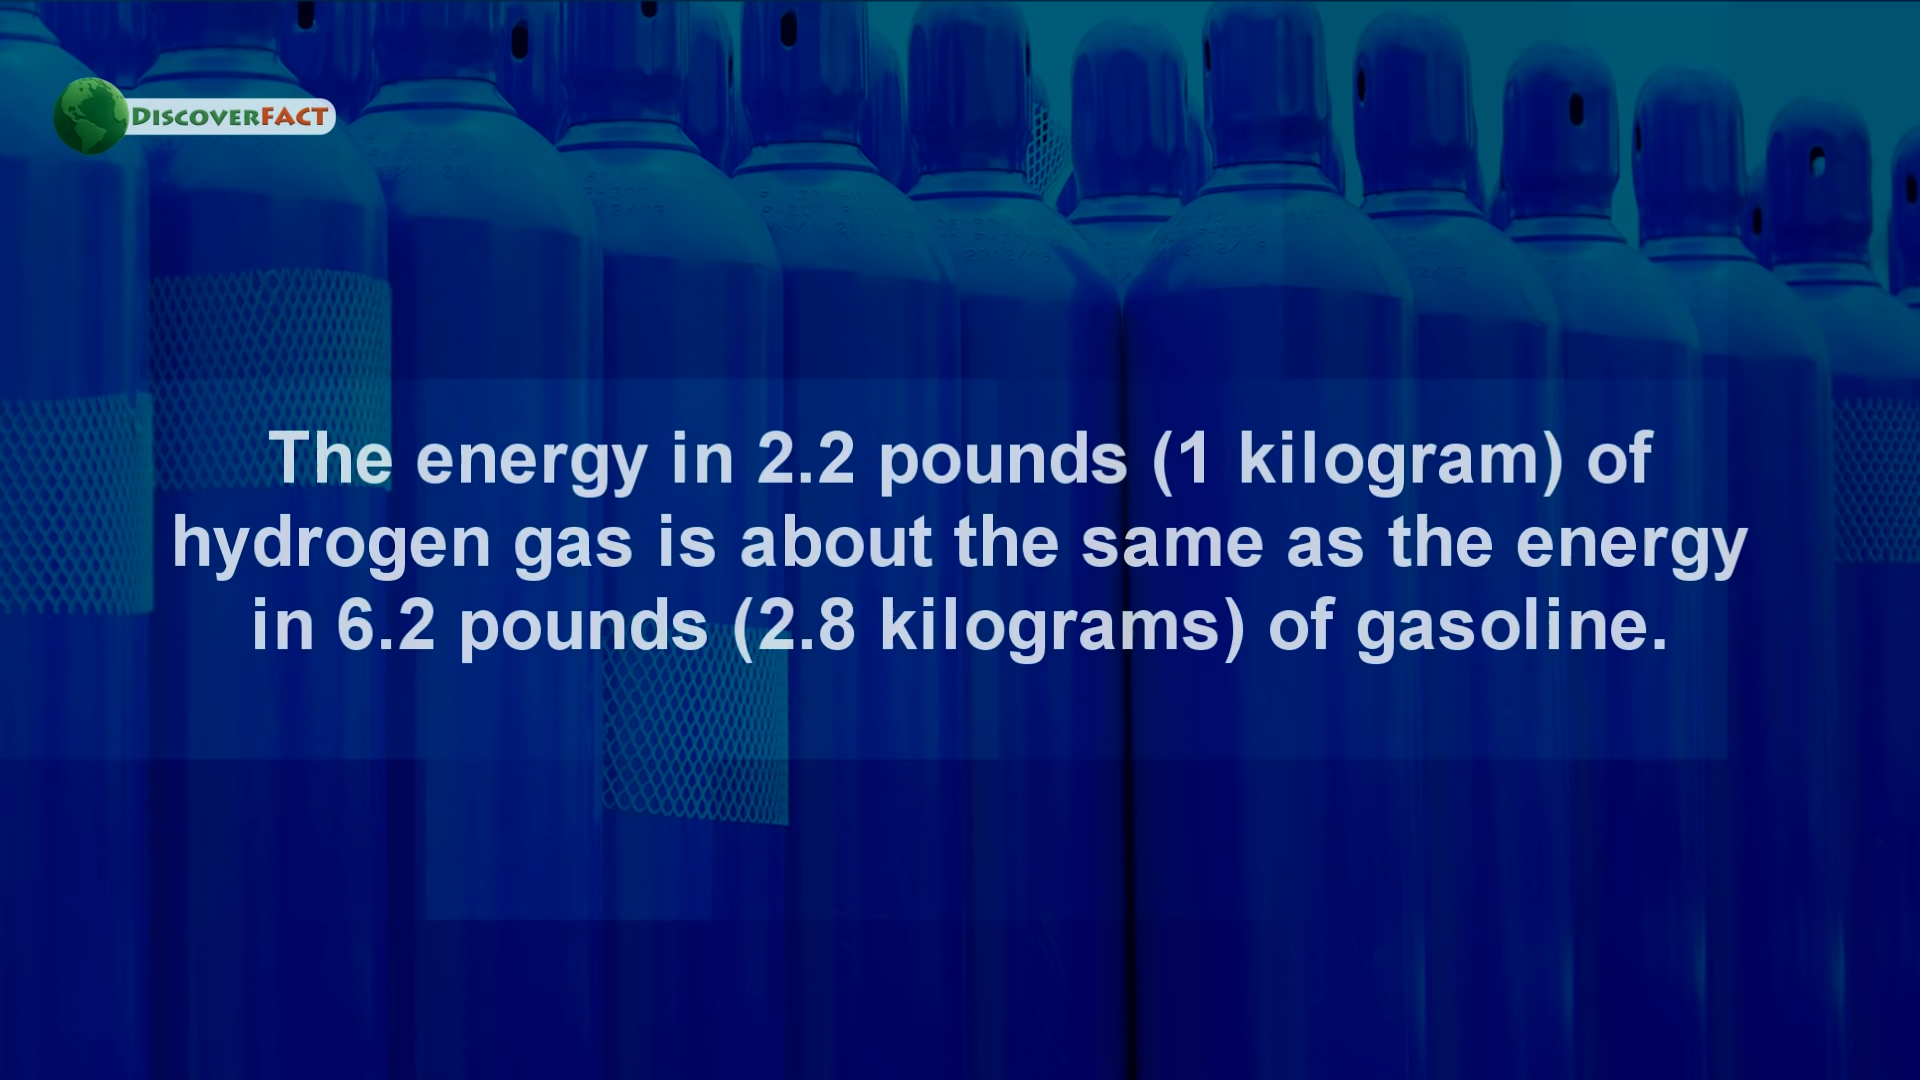 DISCOVERFACT
The energy in 2.2 pounds (1 kilogram) of
hydrogen gas is about the same as the energy
in 6.2 pounds (2.8 kilograms) of gasoline.